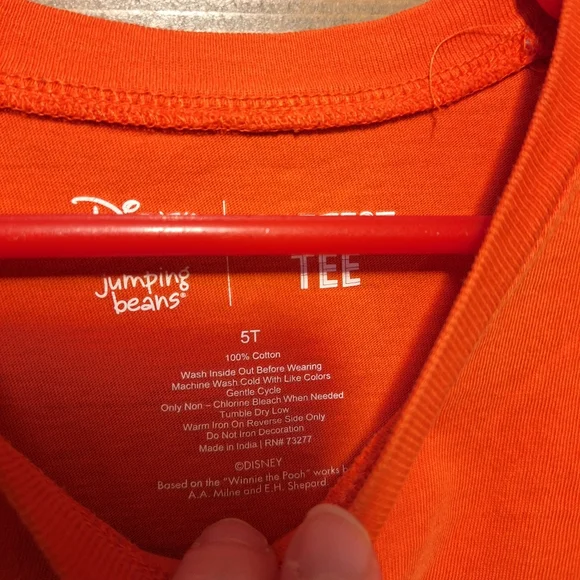 Disney
TEE
jumping
beans®
5T
100% Cotton
Wash Inside Out Before Wearing
Machine Wash Cold With Like Colors
Gentle Cycle
Only Non – Chlorine Bleach When Needed
Tumble Dry Low
Warm Iron On Reverse Side Only
Do Not Iron Decoration
Made in India | RN# 73277
©DISNEY
Based on the "Winnie the Pooh" works
A.A. Milne and E.H. Shepard.